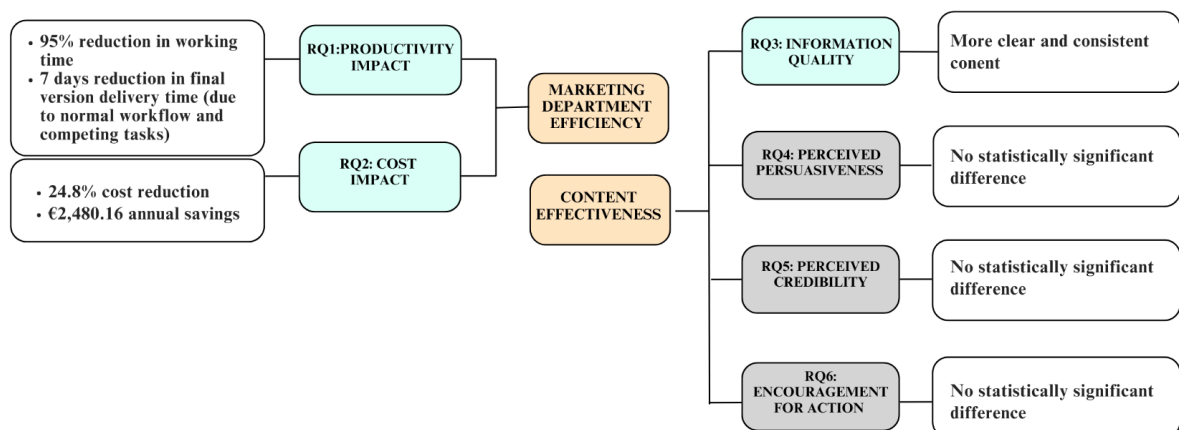 • 95% reduction in working
time
• 7 days reduction in final
version delivery time (due
to normal workflow and
competing tasks)
• 24.8% cost reduction
• €2,480.16 annual savings
RQ1:PRODUCTIVITY
IMPACT
RQ2: COST
IMPACT
MARKETING
DEPARTMENT
EFFICIENCY
CONTENT
EFFECTIVENESS
RQ3: INFORMATION
QUALITY
More clear and consistent
conent
RQ4: PERCEIVED
PERSUASIVENESS
No statistically significant
difference
RQ5: PERCEIVED
CREDIBILITY
No statistically significant
difference
RQ6:
ENCOURAGEMENT
FOR ACTION
No statistically significant
difference